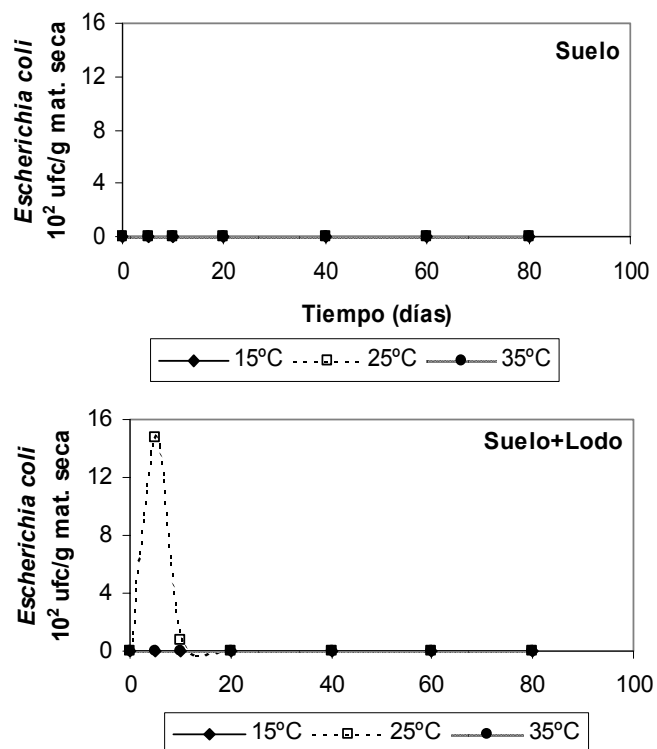 Escherichia coli
10² ufc/g mat. seca
16
12
8
4
0
Suelo
0 20 40 60 80 100
Tiempo (días)
15ºC 25ºC 35ºC
Escherichia coli
10² ufc/g mat. seca
16
12
8
4
0
Suelo+Lodo
0 20 40 60 80 100
15ºC 25ºC 35ºC